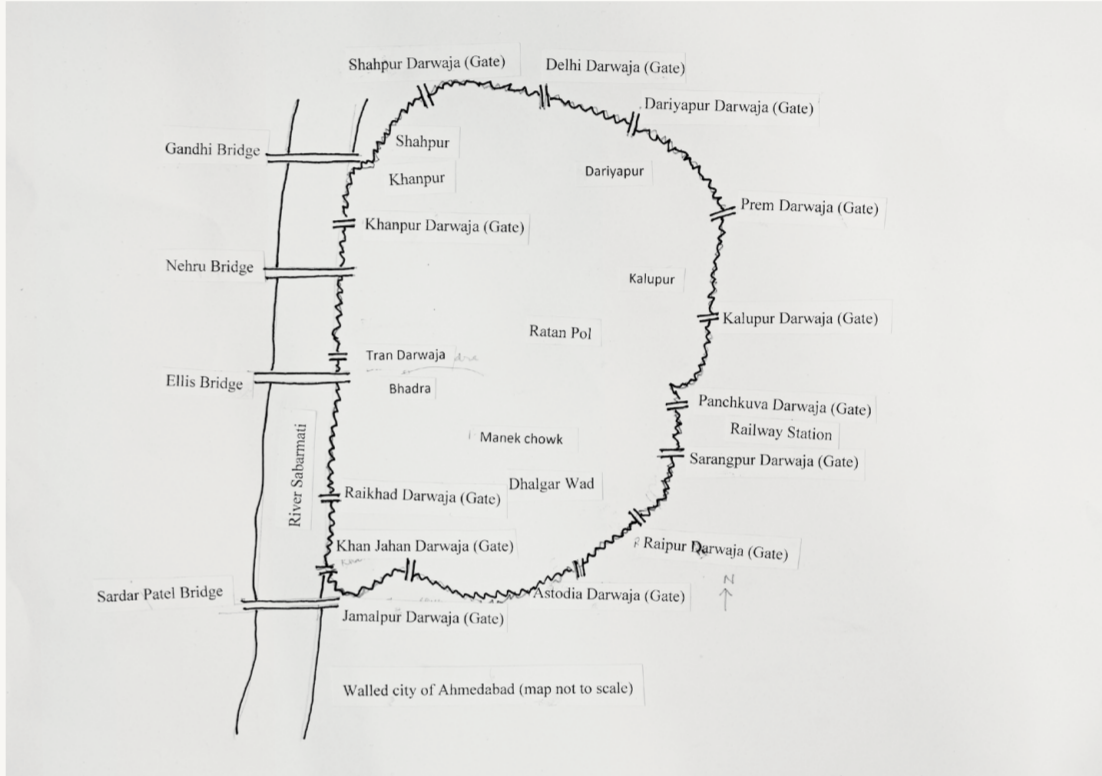 Shahpur Darwaja (Gate)
Delhi Darwaja (Gate)
Dariyapur Darwaja (Gate)
Gandhi Bridge
Shahpur
Khanpur
Dariyapur
Prem Darwaja (Gate)
Khanpur Darwaja (Gate)
Nehru Bridge
Kalupur
Kalupur Darwaja (Gate)
Ratan Pol
Tran Darwaja
Ellis Bridge
Bhadra
Panchkuva Darwaja (Gate)
Railway Station
Manek chowk
Sarangpur Darwaja (Gate)
River Sabarmati
Dhalgar Wad
Raikhad Darwaja (Gate)
Khan Jahan Darwaja (Gate)
Raipur Darwaja (Gate)
N
Sardar Patel Bridge
Astodia Darwaja (Gate)
Jamalpur Darwaja (Gate)
Walled city of Ahmedabad (map not to scale)